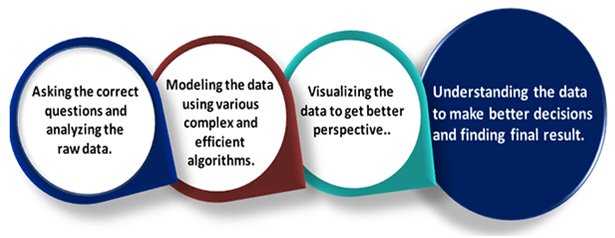 Asking the correct
questions and
analyzing the
raw data.
Modeling the data
using various
complex and
efficient
algorithms.
Visualizing the
data to get better
perspective..
Understanding the data
to make better decisions
and finding final result.